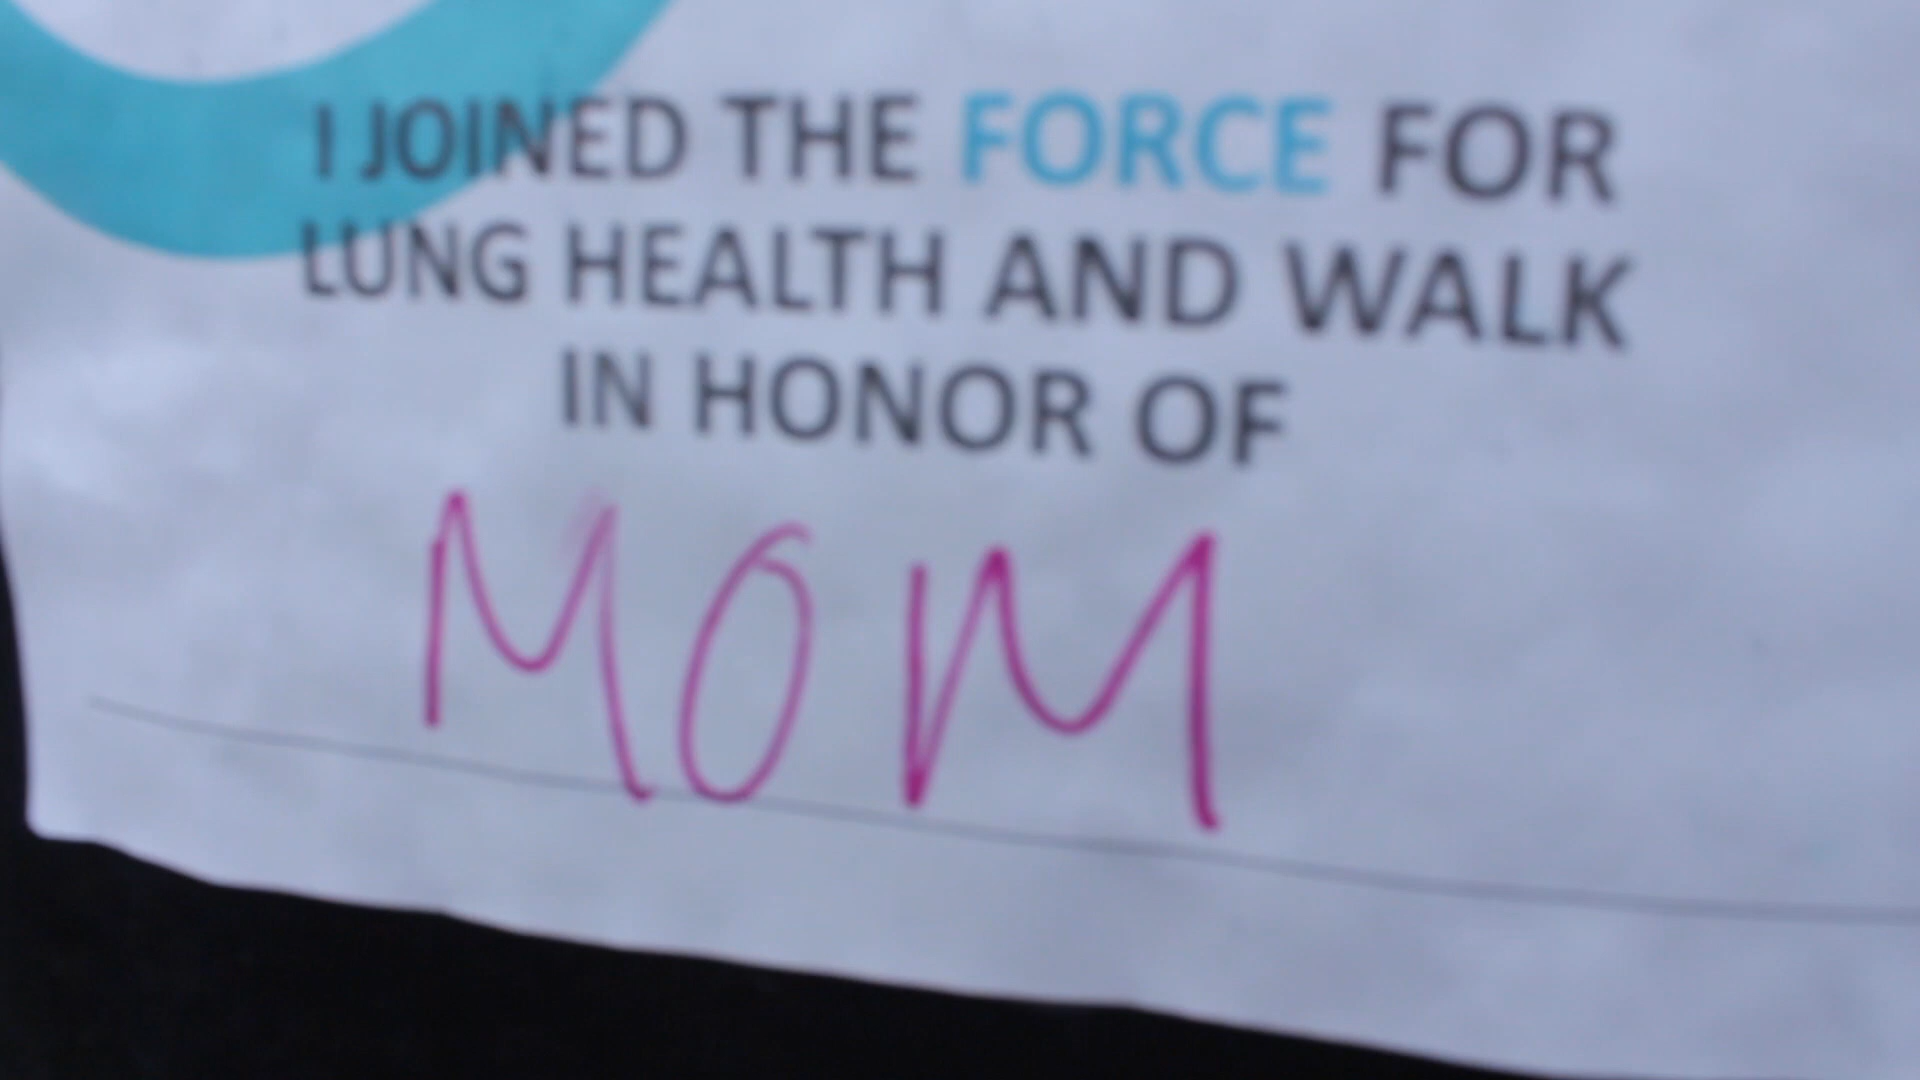 I JOINED THE FORCE FOR
LUNG HEALTH AND WALK
IN HONOR OF
MOM